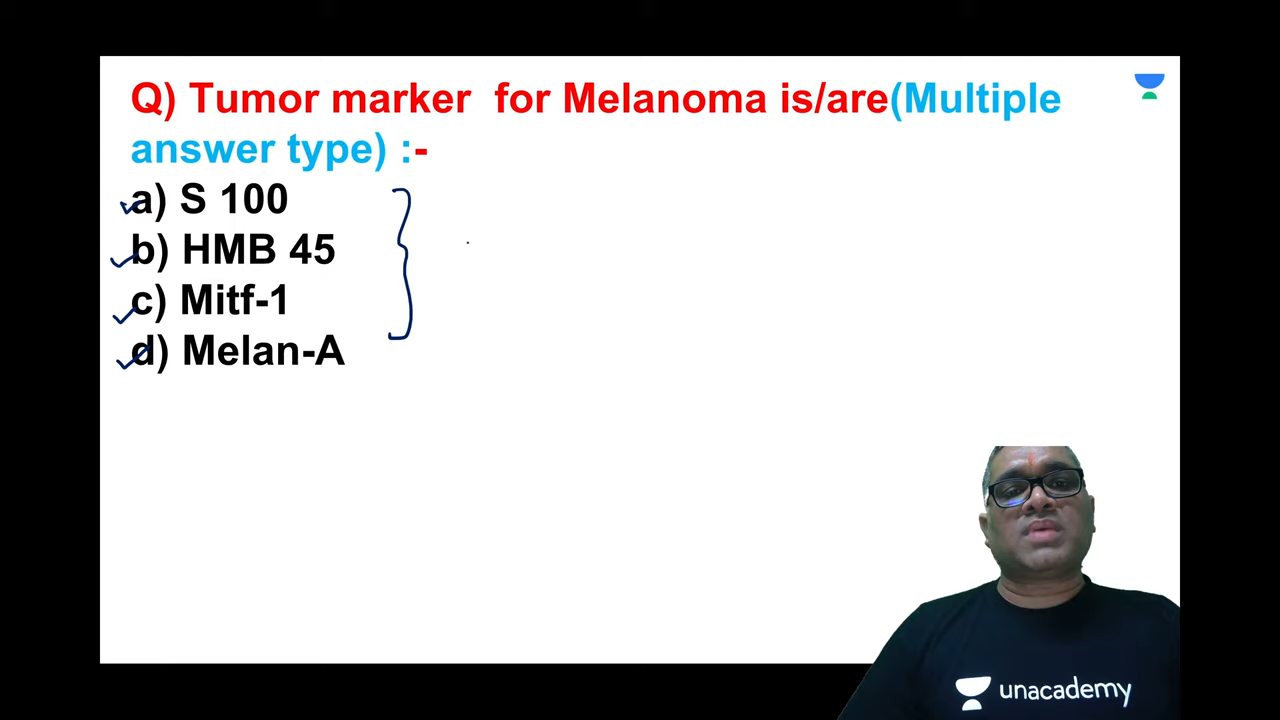 Q) Tumor marker for Melanoma is/are(Multiple
answer type) :-
a) S 100
b) HMB 45
c) Mitf-1
d) Melan-A
unacademy